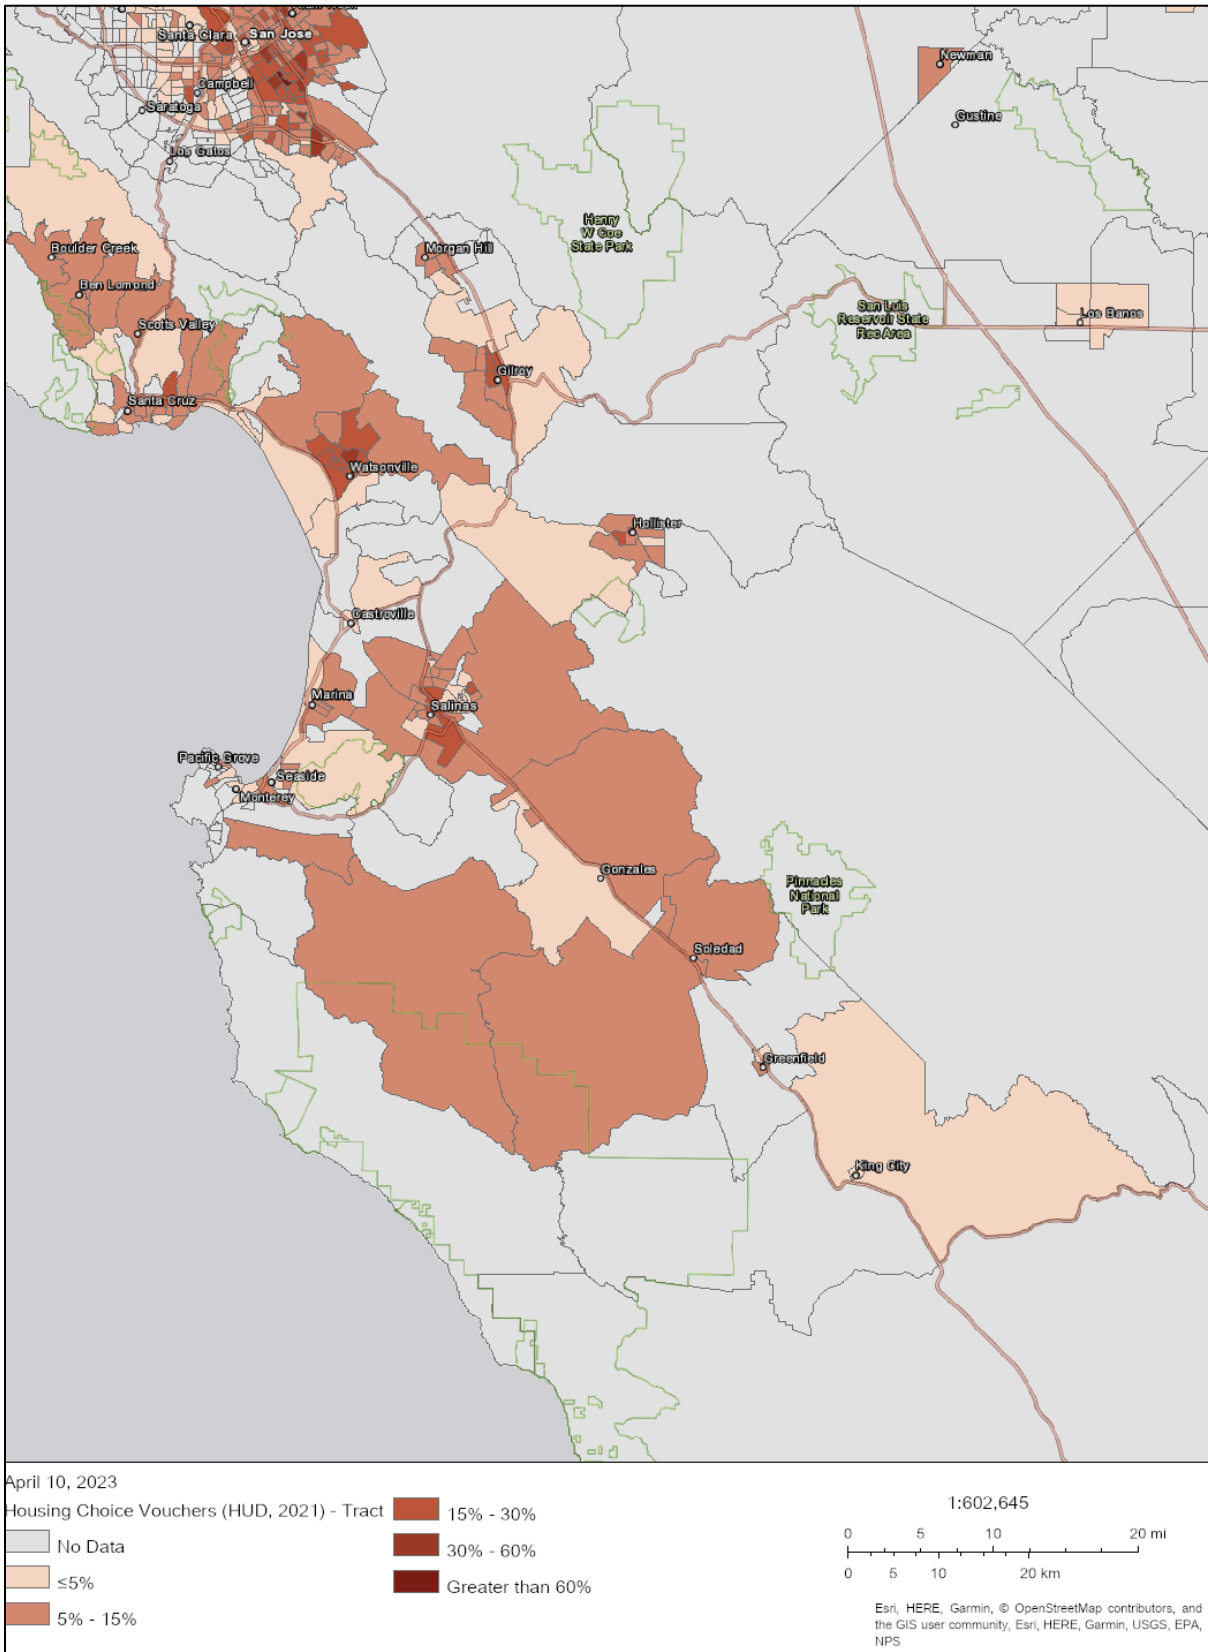 Santa Clara
San Jose
Campbell
Saratoga
Los Gatos
Newman
Gustine
Henry
W Coe
State Park
Morgan Hill
Boulder Creek
Ben Lomond
Scotts Valley
San Luis
Reservoir State
Rec Area
Los Banos
Gilroy
Santa Cruz
Watsonville
Hollister
Castroville
Marina
Salinas
Pacific Grove
Seaside
Monterey
Gonzales
Pinnacles
National
Park
Soledad
Greenfield
King City
April 10, 2023
Housing Choice Vouchers (HUD, 2021) - Tract
No Data
≤5%
5% - 15%
15% - 30%
30% - 60%
Greater than 60%
1:602,645
0 5 10 20 mi
0 5 10 20 km
Esri, HERE, Garmin, © OpenStreetMap contributors, and
the GIS user community, Esri, HERE, Garmin, USGS, EPA,
NPS